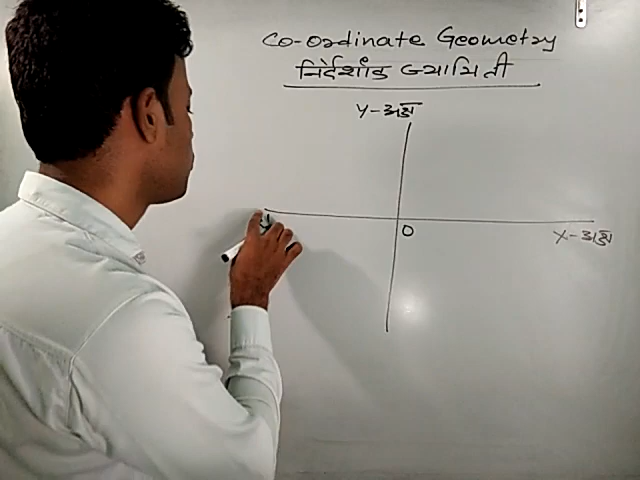 Co-ordinate Geometry
निर्देशांक ज्यामिती
Y-अक्ष
O
X-अक्ष